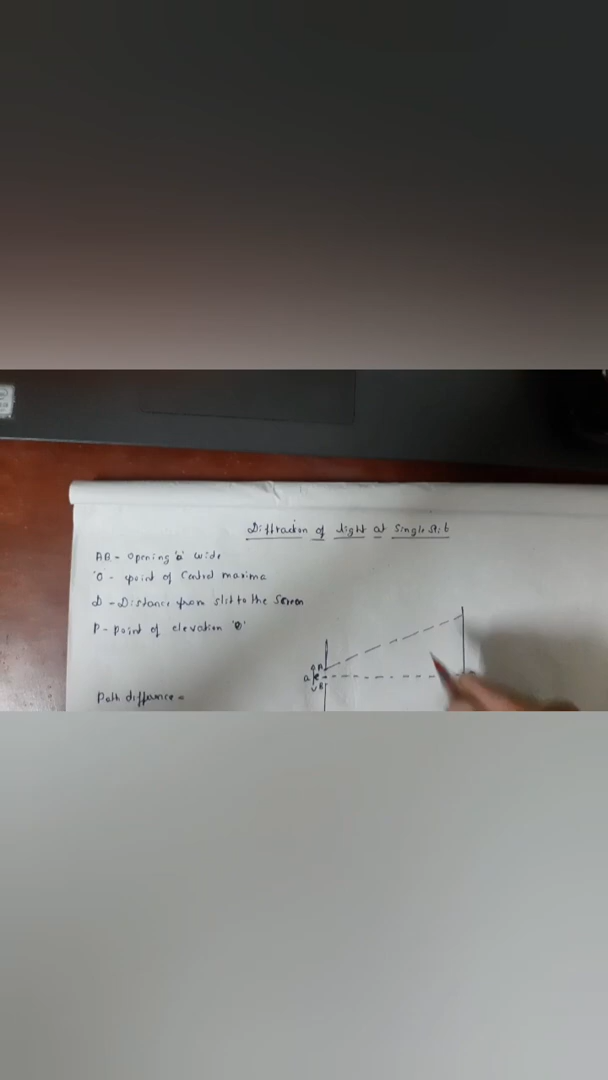 Diffraction of light at Single slit
AB - Opening 'a' wide
'O - point of Central maxima
D - Distance from slit to the Screen
P - point of elevation 'θ'
A
a
B
Path diffance =